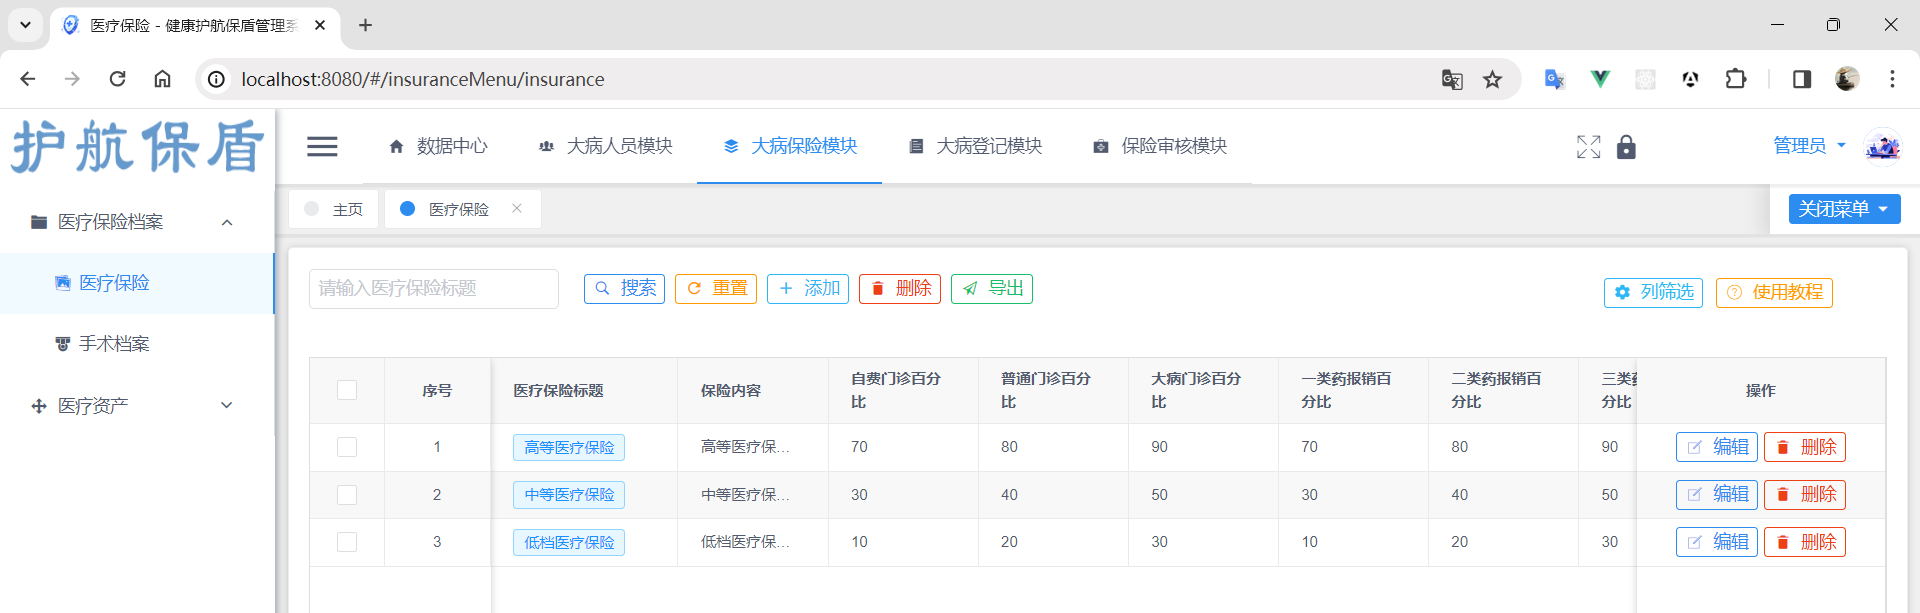 医疗保险 - 健康护航保盾管理系
localhost:8080/#/insuranceMenu/insurance
护航保盾
数据中心 大病人员模块 大病保险模块 大病登记模块 保险审核模块 管理员
医疗保险档案
医疗保险
手术档案
医疗资产
主页 医疗保险 关闭菜单
请输入医疗保险标题 搜索 重置 添加 删除 导出 列筛选 使用教程
序号 医疗保险标题 保险内容 自费门诊百分比 普通门诊百分比 大病门诊百分比 一类药报销百分比 二类药报销百分比 三类 分比 操作
1 高等医疗保险 高等医疗保... 70 80 90 70 80 90 编辑 删除
2 中等医疗保险 中等医疗保... 30 40 50 30 40 50 编辑 删除
3 低档医疗保险 低档医疗保... 10 20 30 10 20 30 编辑 删除